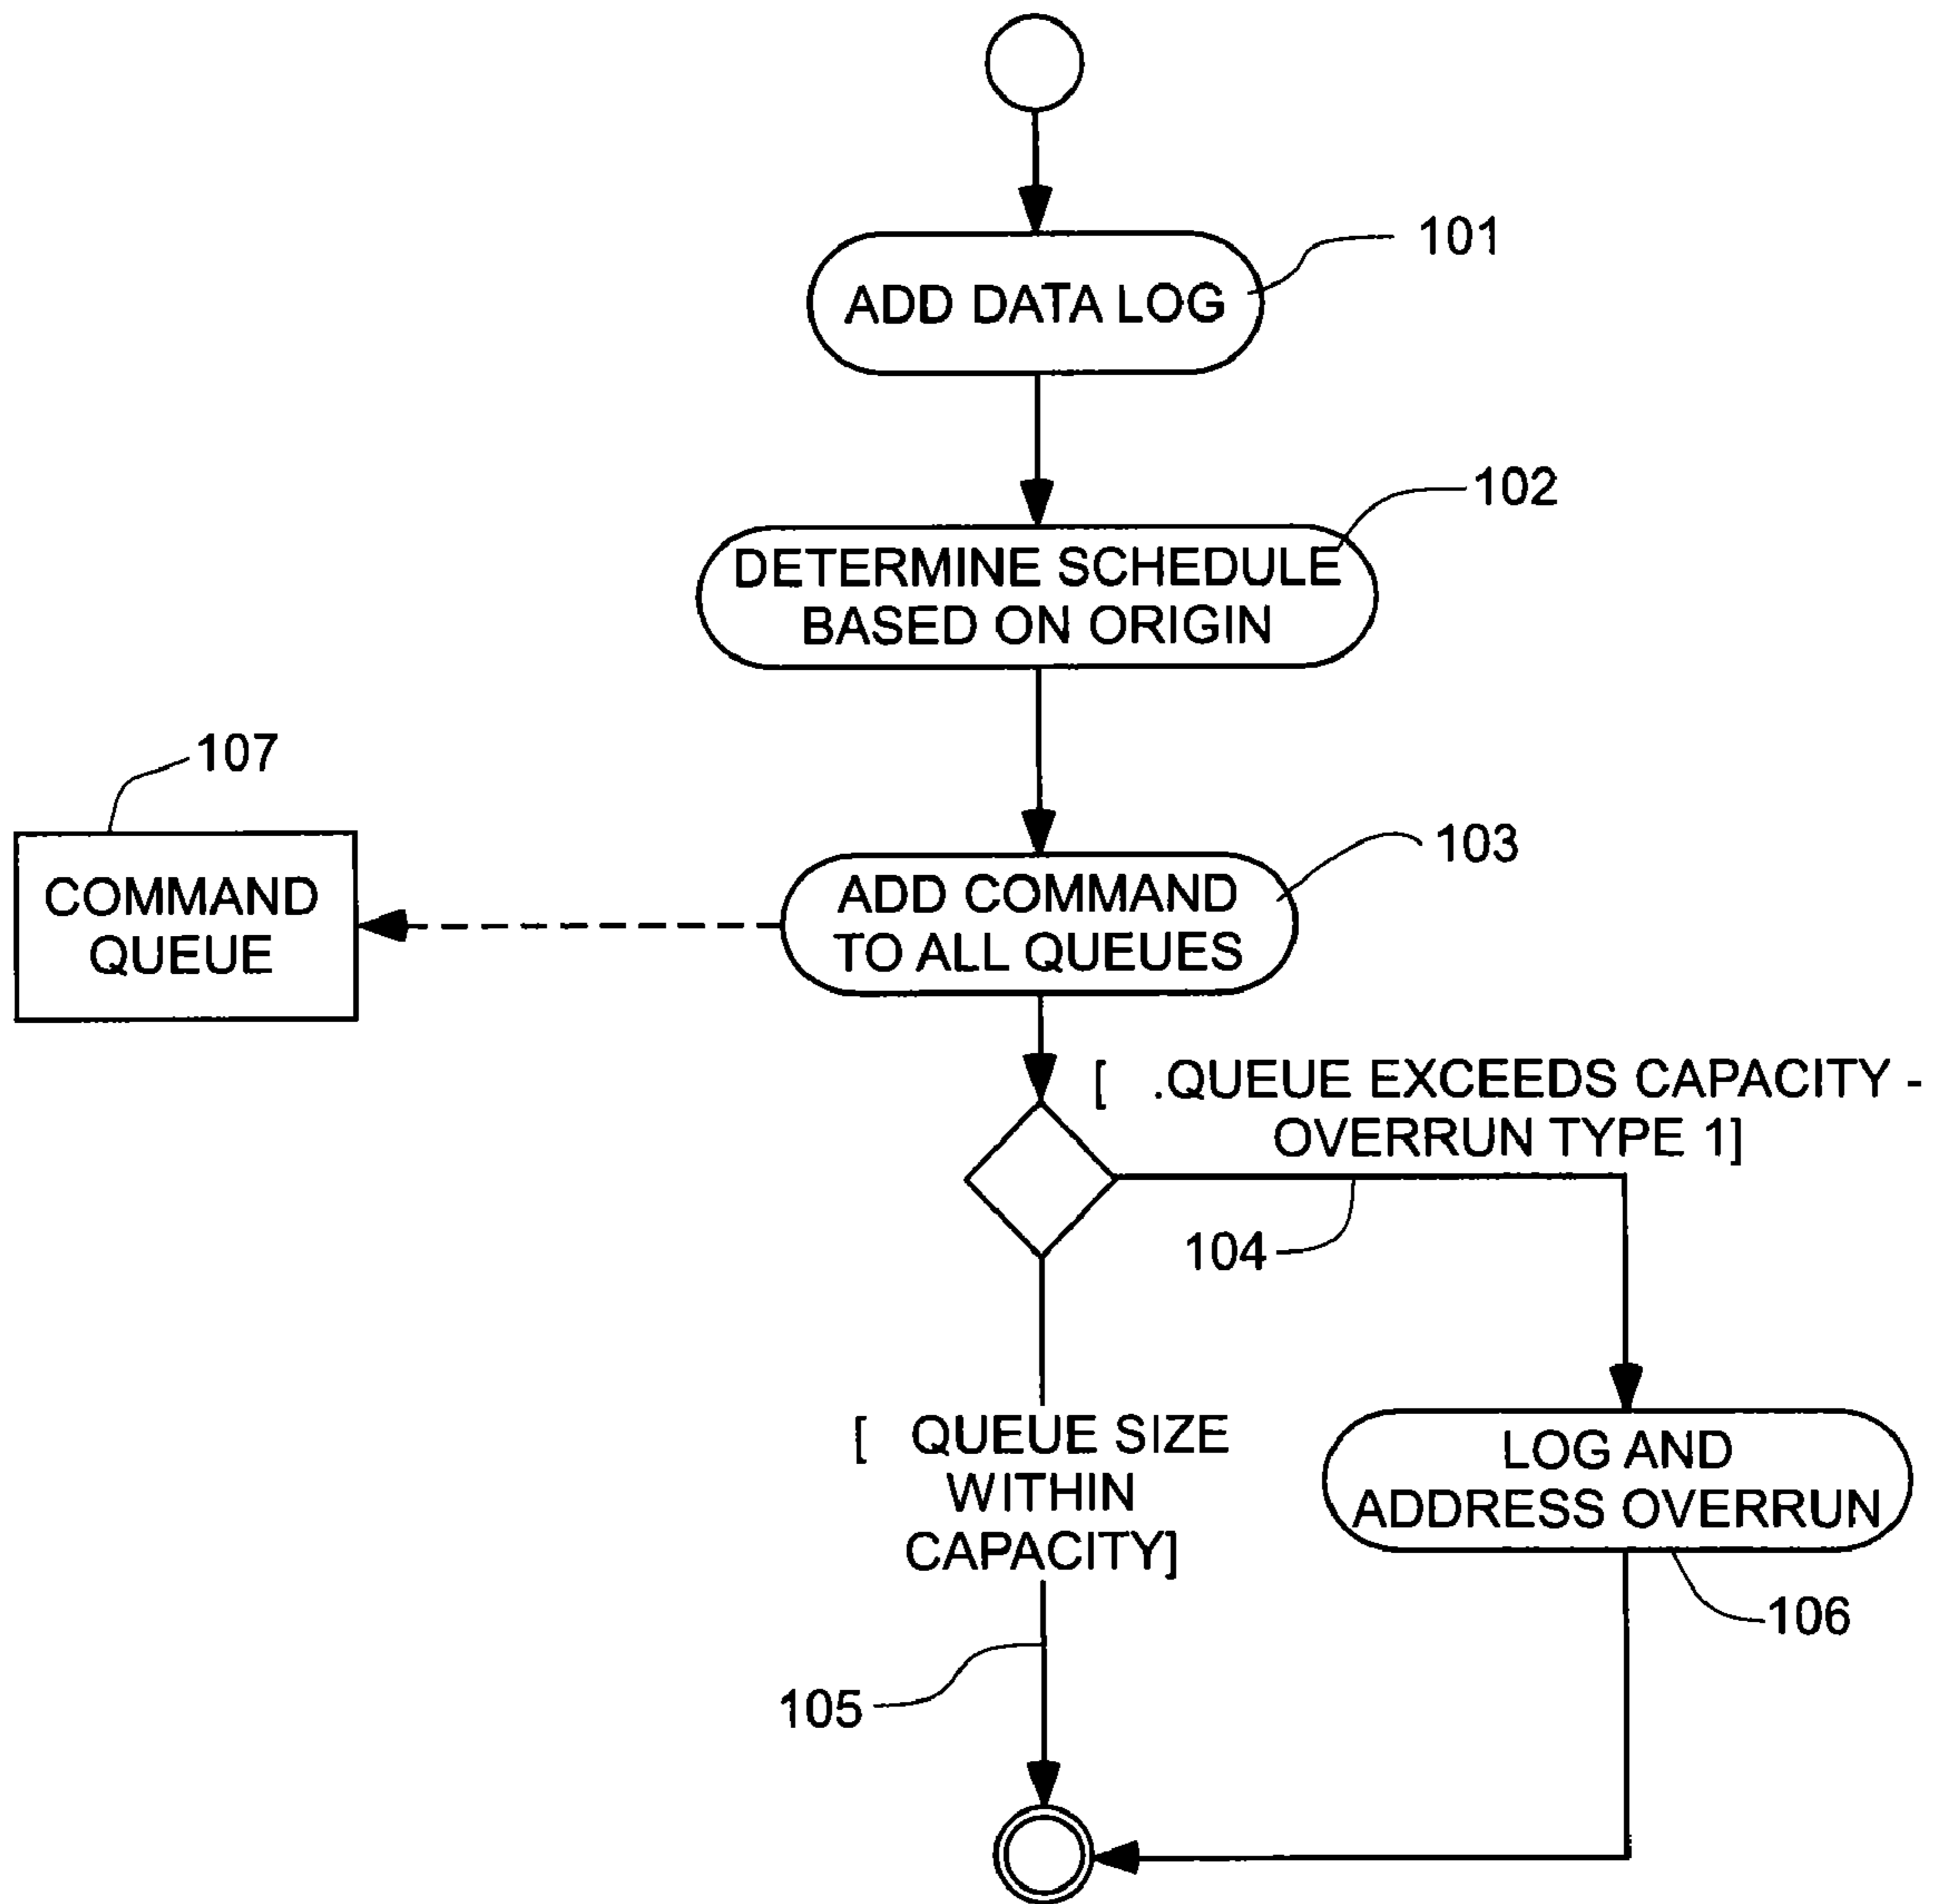 101
ADD DATA LOG
102
DETERMINE SCHEDULE
BASED ON ORIGIN
107
103
COMMAND
QUEUE
ADD COMMAND
TO ALL QUEUES
[ .QUEUE EXCEEDS CAPACITY -
OVERRUN TYPE 1]
104
[ QUEUE SIZE
WITHIN
CAPACITY]
LOG AND
ADDRESS OVERRUN
106
105